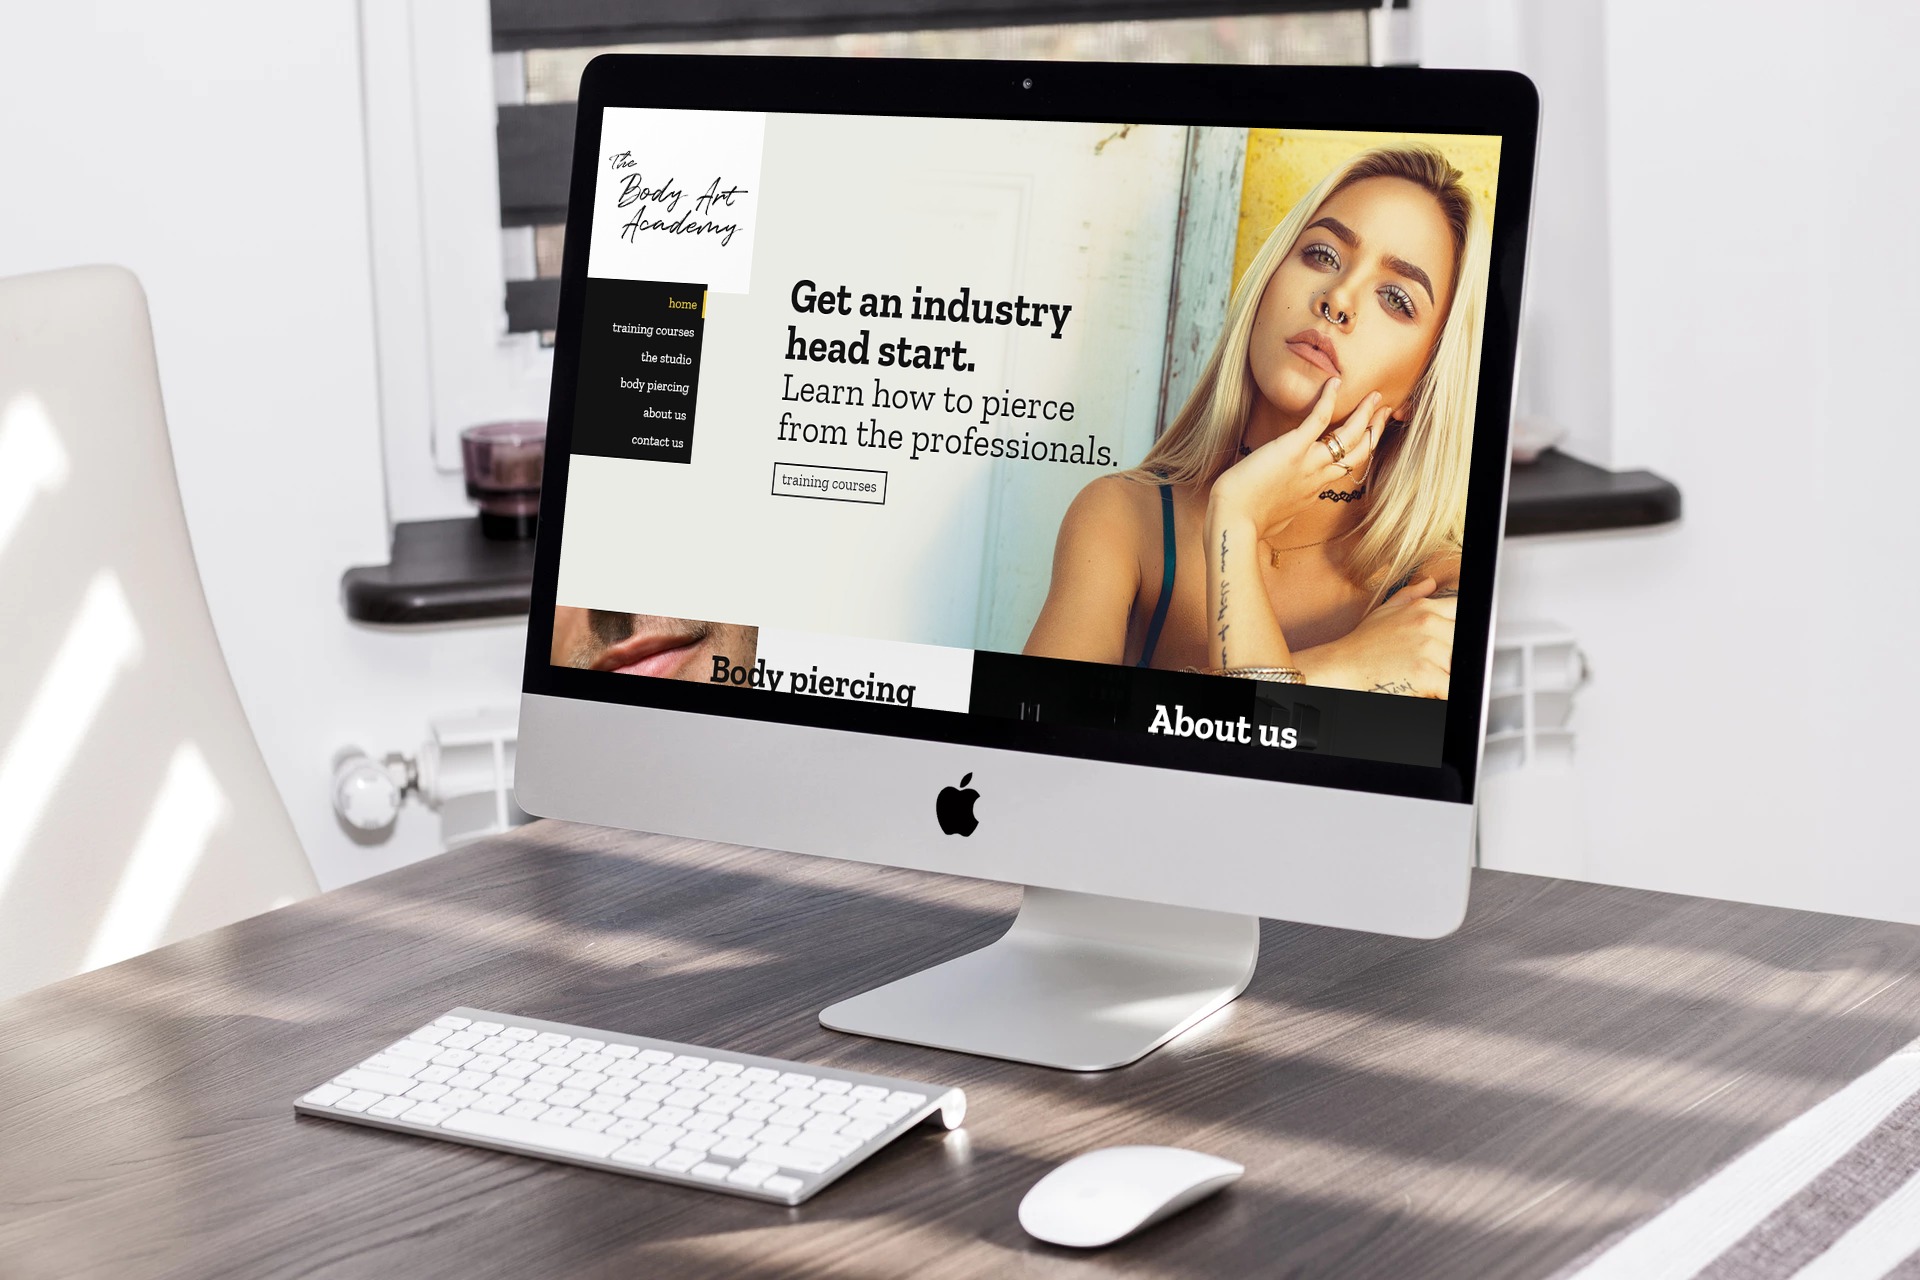 The
Body Art
Academy
home
training courses
the studio
body piercing
about us
contact us
Get an industry
head start.
Learn how to pierce
from the professionals.
training courses
Body piercing
About us